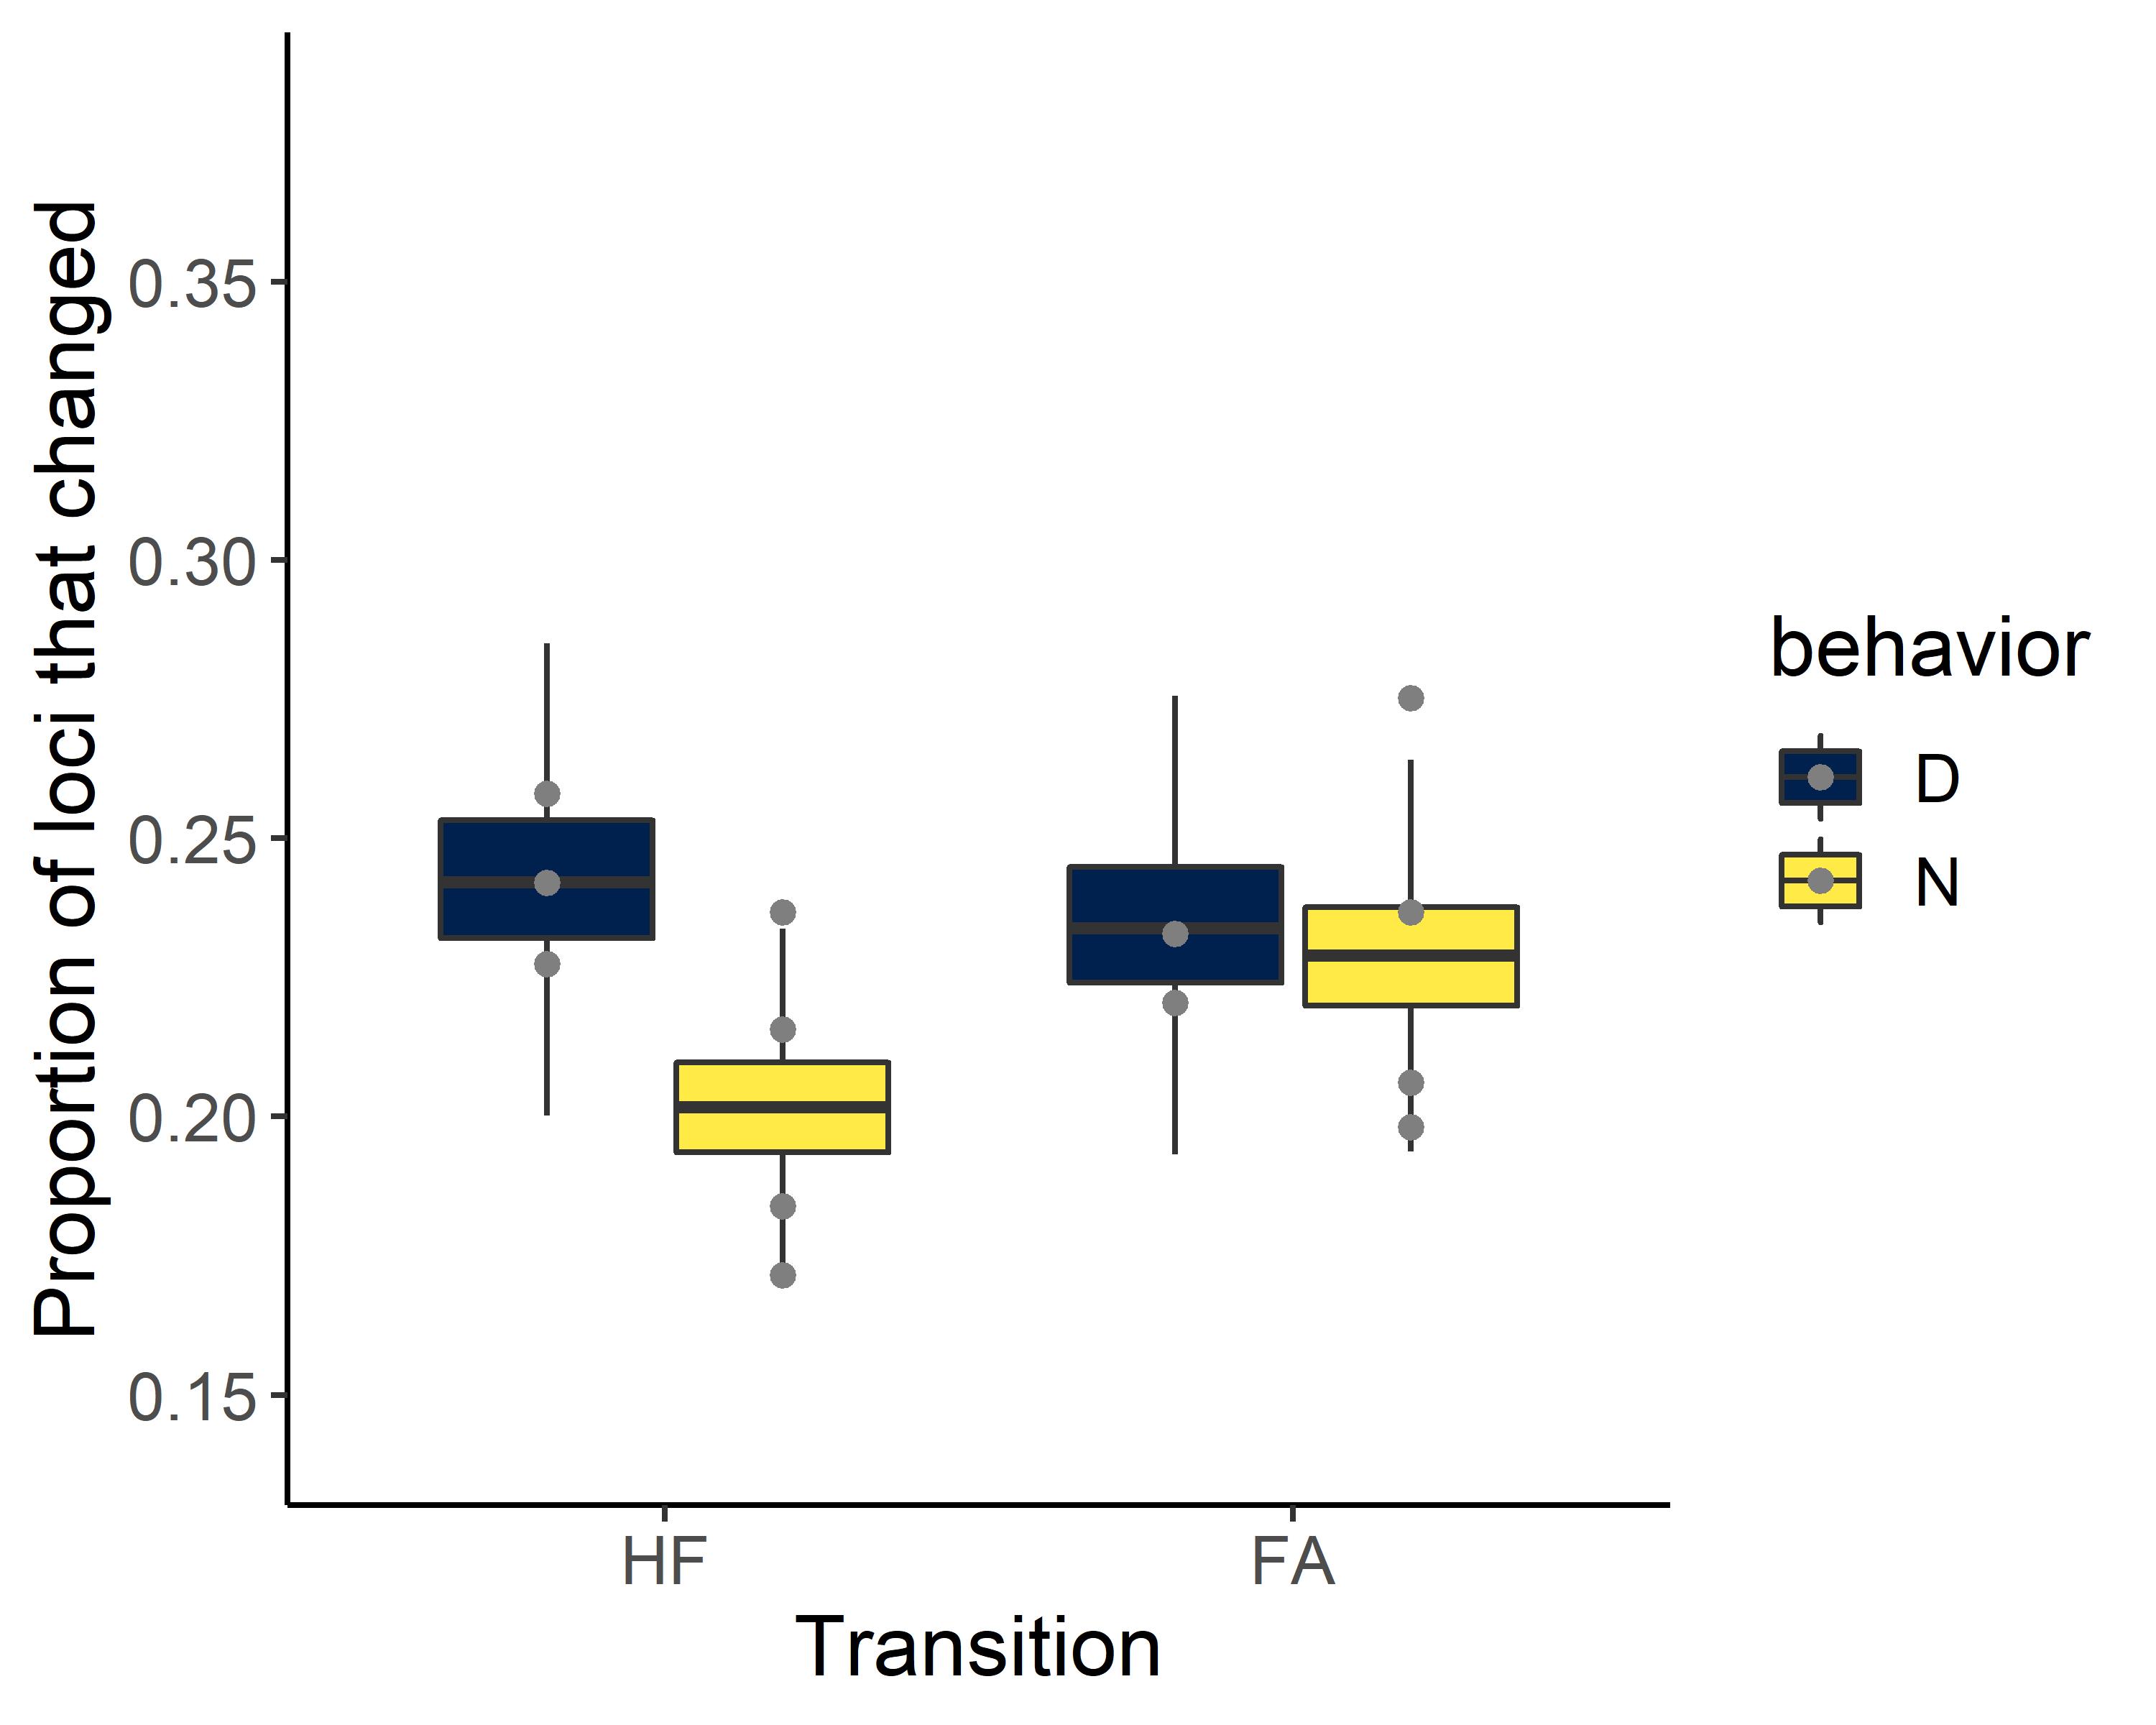 Proportion of loci that changed
0.35
0.30
0.25
0.20
0.15
HF
FA
Transition
behavior
D
N